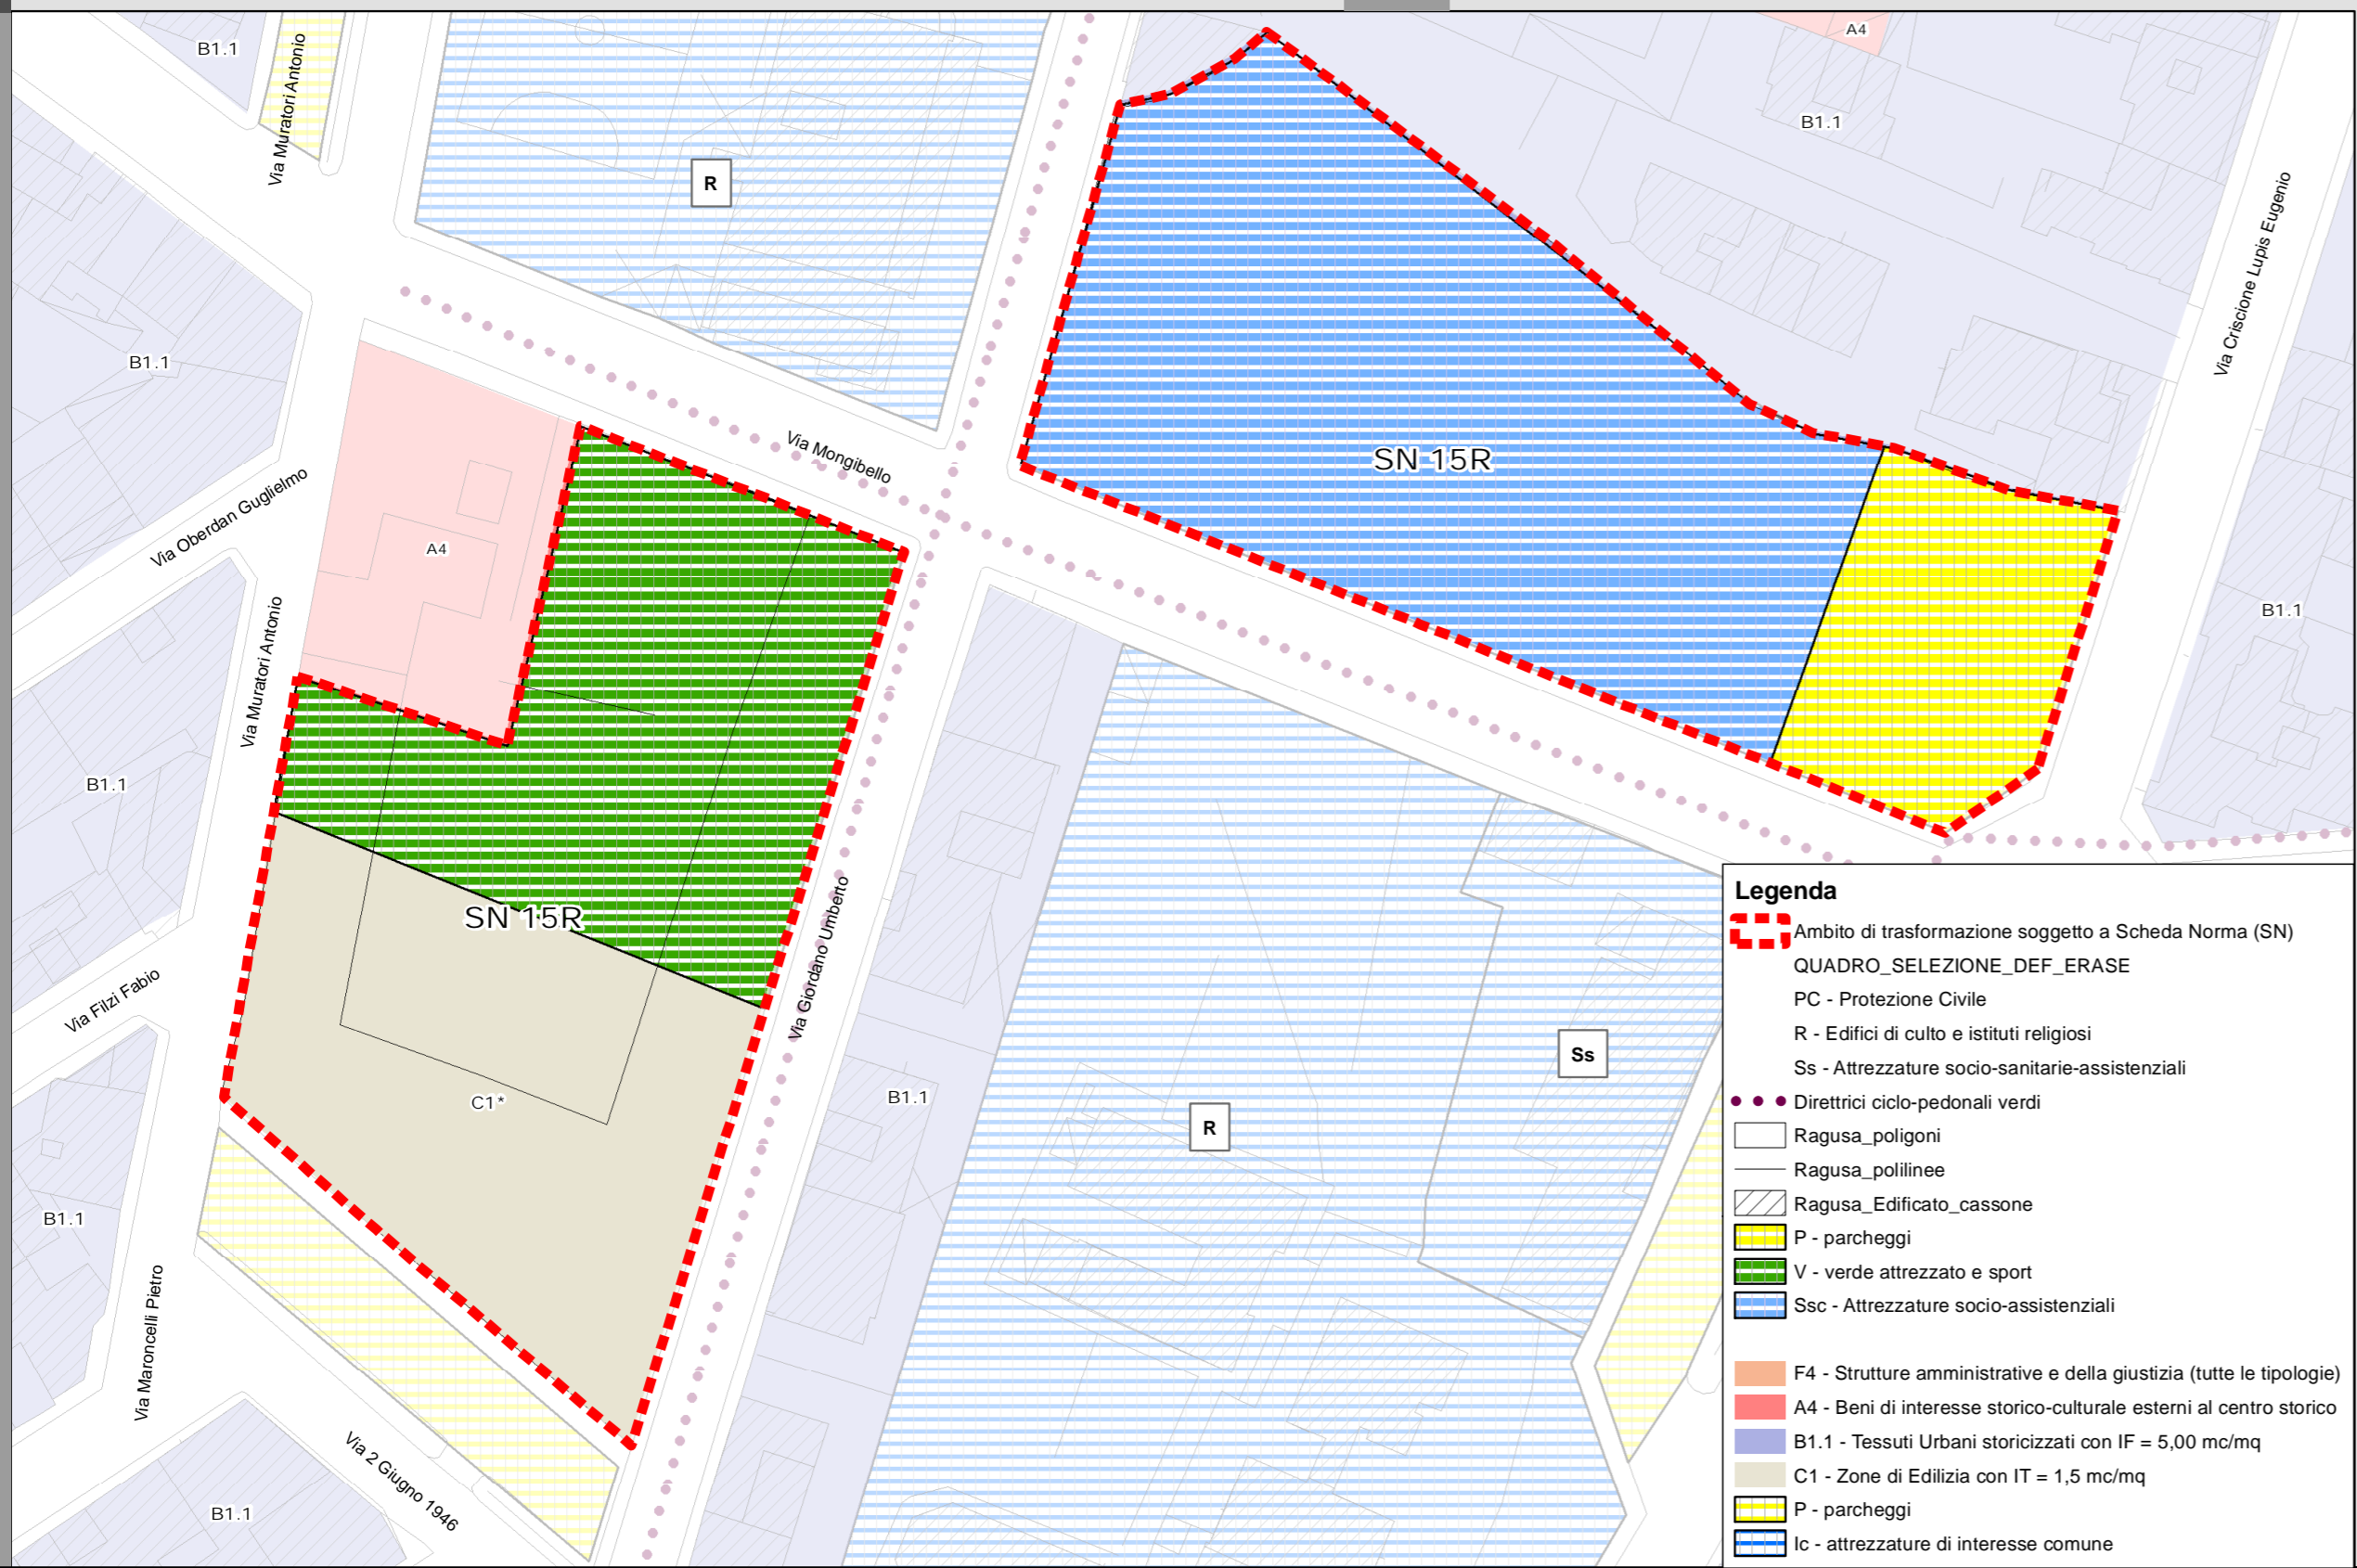 B1.1
Via Muratori Antonio
R
A4
B1.1
Via Criscione Lupis Eugenio
B1.1
Via Mongibello
SN 15R
Via Oberdan Guglielmo
A4
B1.1
Via Muratori Antonio
B1.1
SN 15R
Via Giordano Umberto
Via Filzi Fabio
C1*
B1.1
R
Ss
B1.1
Via Maroncelli Pietro
Via 2 Giugno 1946
B1.1
Legenda
Ambito di trasformazione soggetto a Scheda Norma (SN)
QUADRO_SELEZIONE_DEF_ERASE
PC - Protezione Civile
R - Edifici di culto e istituti religiosi
Ss - Attrezzature socio-sanitarie-assistenziali
Direttrici ciclo-pedonali verdi
Ragusa_poligoni
Ragusa_polilinee
Ragusa_Edificato_cassone
P - parcheggi
V - verde attrezzato e sport
Ssc - Attrezzature socio-assistenziali
F4 - Strutture amministrative e della giustizia (tutte le tipologie)
A4 - Beni di interesse storico-culturale esterni al centro storico
B1.1 - Tessuti Urbani storicizzati con IF = 5,00 mc/mq
C1 - Zone di Edilizia con IT = 1,5 mc/mq
P - parcheggi
Ic - attrezzature di interesse comune